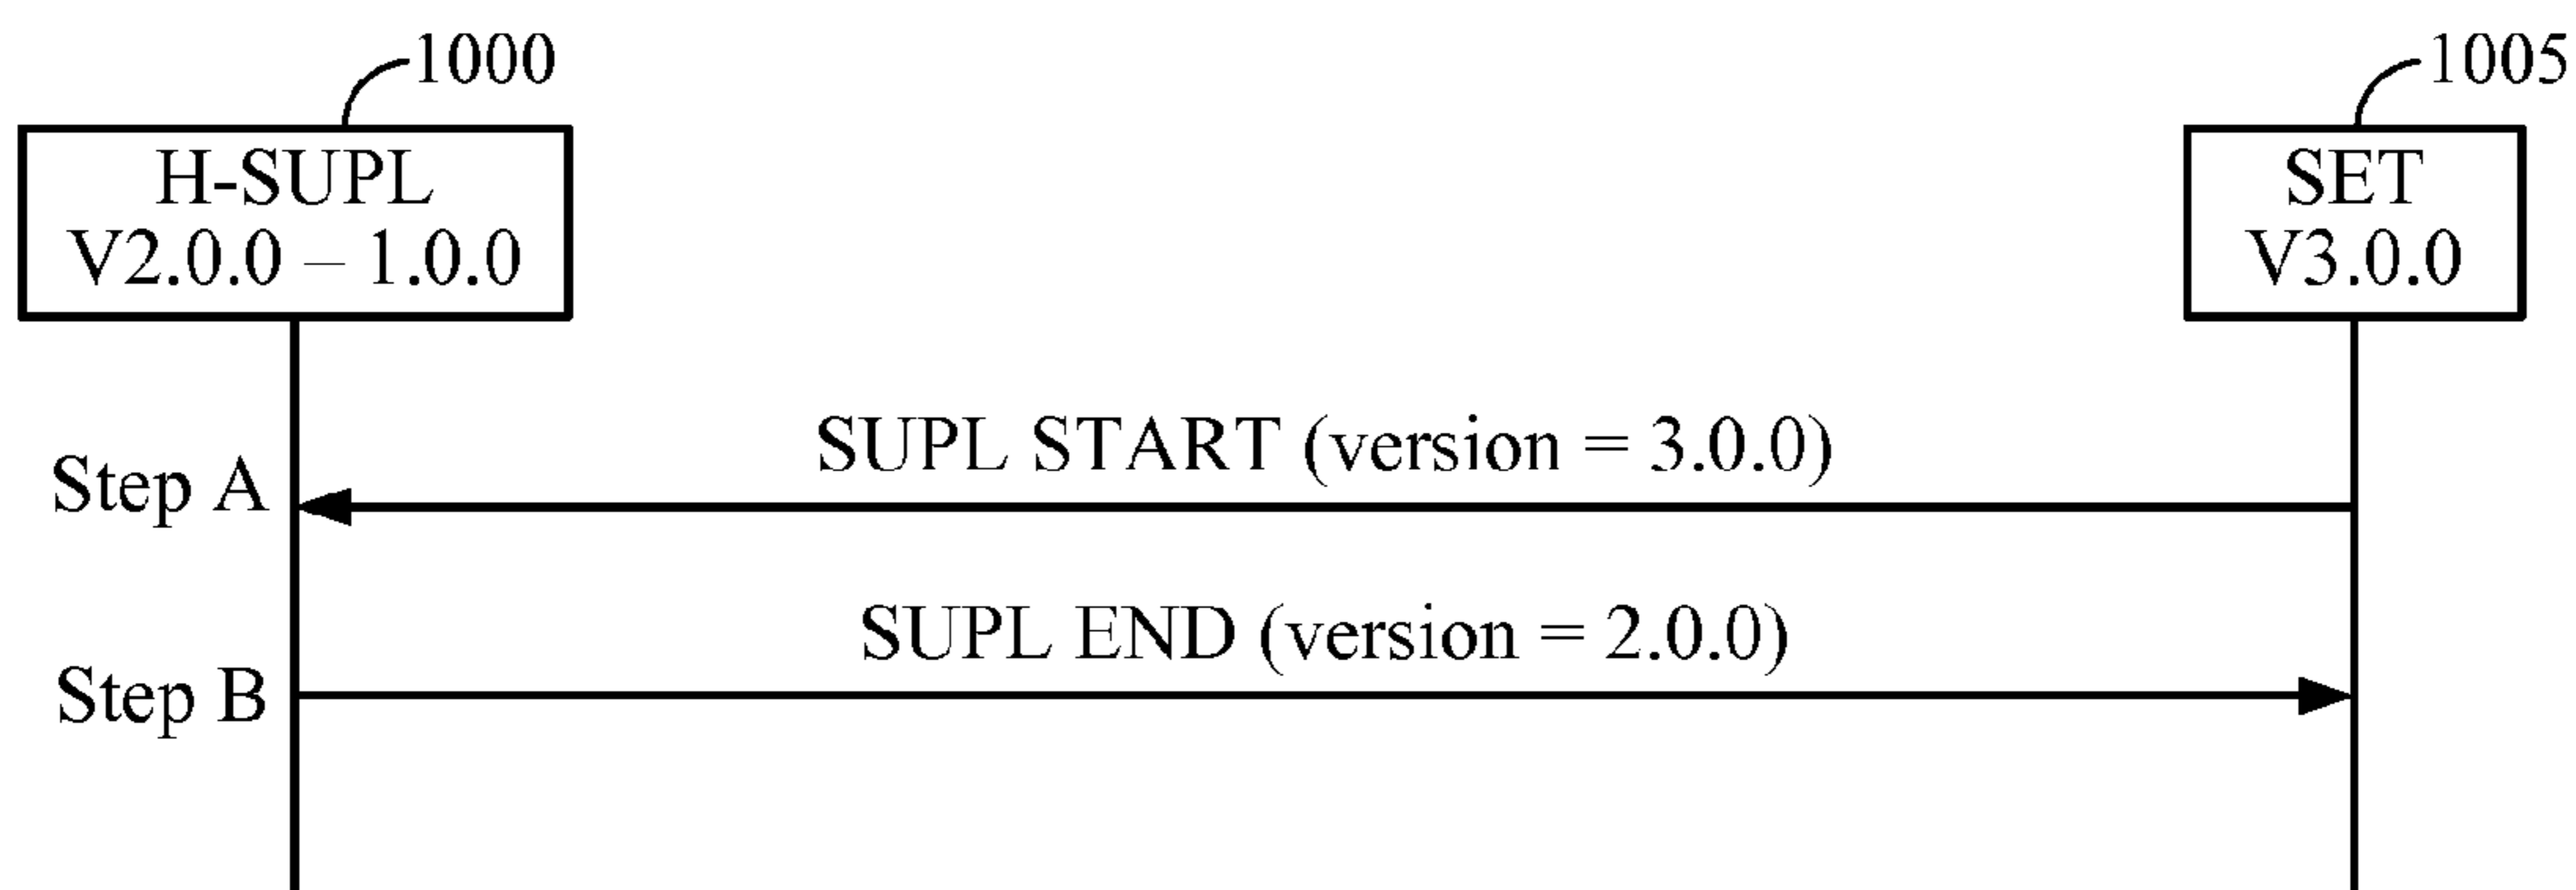 1000
1005
H-SUPL
V2.0.0 – 1.0.0
SET
V3.0.0
SUPL START (version = 3.0.0)
Step A
SUPL END (version = 2.0.0)
Step B